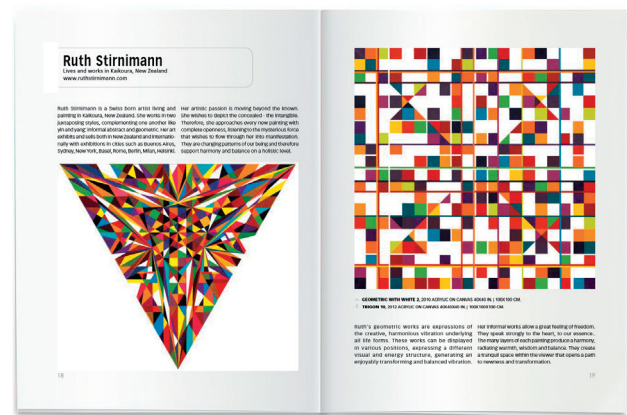 Ruth Stirnimann
Lives and works in Kaikoura, New Zealand
www.ruthstirnimann.com
Ruth Stirnimann is a Swiss born artist living and
painting in Kaikoura, New Zealand. She works in two
juxtaposing styles, complementing one another like
yin and yang: informal abstract and geometric. Her art
exhibits and sells both in New Zealand and internatio-
nally with exhibitions in cities such as Buenos Airus,
Sydney, New York, Basel, Rome, Berlin, Milan, Helsinki.
Her artistic passion is moving beyond the known.
She wishes to depict the concealed - the intangible.
Therefore, she approaches every new painting with
complete openness, listening to the mysterious force
that wishes to flow through her into manifestation.
They are changing patterns of our being and therefore
support harmony and balance on a holistic level.
18
GEOMETRIC WITH WHITE 2, 2010 ACRYLIC ON CANVAS 40X40 IN. | 100X100 CM.
TRIGON 10, 2012 ACRYLIC ON CANVAS 40X40X40 IN. | 100X100X100 CM.
Ruth's geometric works are expressions of
the creative, harmonious vibration underlying
all life forms. These works can be displayed
in various positions, expressing a different
visual and energy structure, generating an
enjoyably transforming and balanced vibration.
Her informal works allow a great feeling of freedom.
They speak strongly to the heart, to our essence.
The many layers of each painting produce a harmony,
radiating warmth, wisdom and balance. They create
a tranquil space within the viewer that opens a path
to newness and transformation.
19